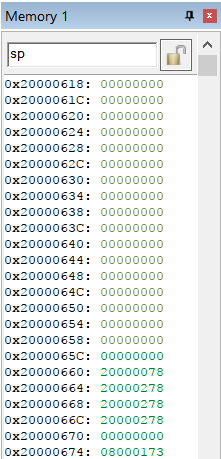 Memory 1
sp
0x20000618: 00000000
0x2000061C: 00000000
0x20000620: 00000000
0x20000624: 00000000
0x20000628: 00000000
0x2000062C: 00000000
0x20000630: 00000000
0x20000634: 00000000
0x20000638: 00000000
0x2000063C: 00000000
0x20000640: 00000000
0x20000644: 00000000
0x20000648: 00000000
0x2000064C: 00000000
0x20000650: 00000000
0x20000654: 00000000
0x20000658: 00000000
0x2000065C: 00000000
0x20000660: 20000078
0x20000664: 20000278
0x20000668: 20000278
0x2000066C: 20000278
0x20000670: 00000000
0x20000674: 08000173